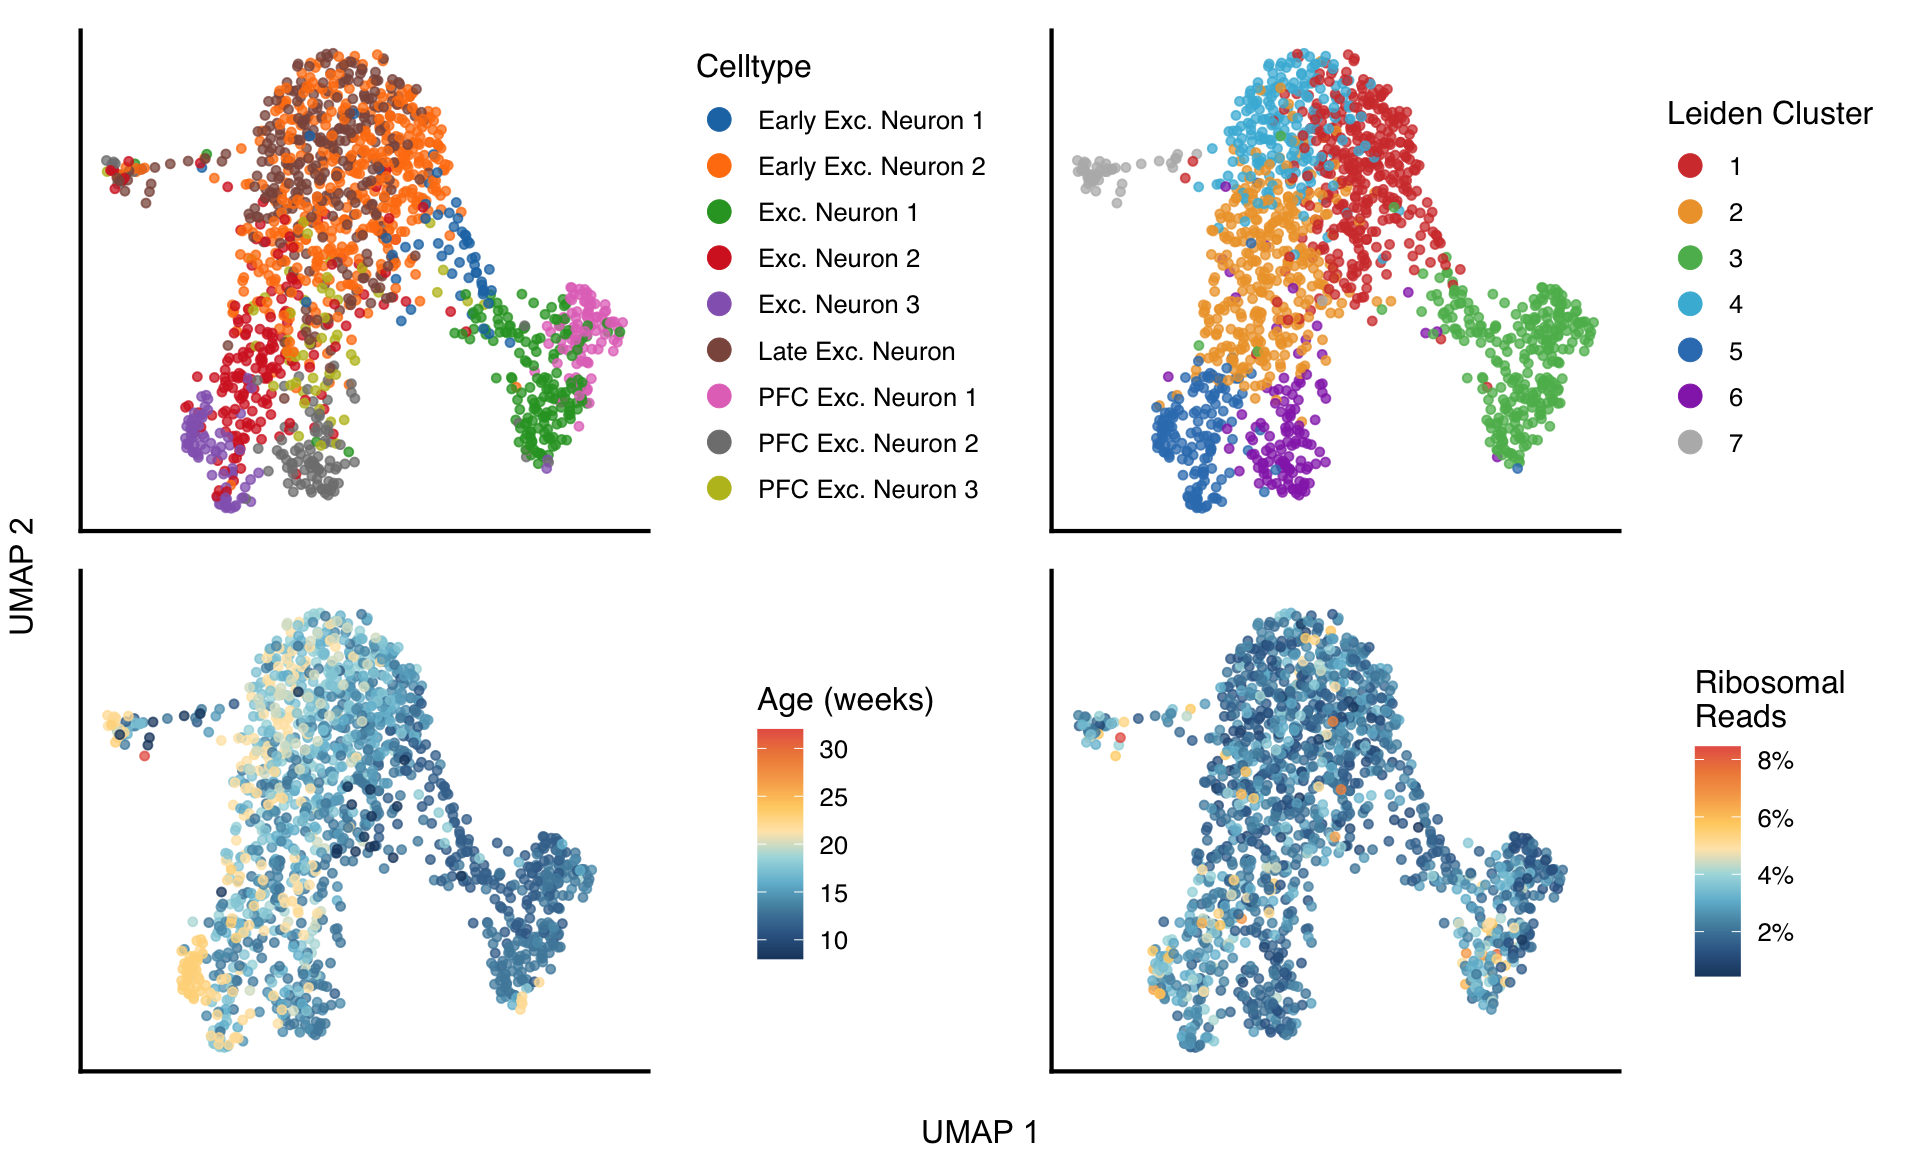 Celltype
Early Exc. Neuron 1
Early Exc. Neuron 2
Exc. Neuron 1
Exc. Neuron 2
Exc. Neuron 3
Late Exc. Neuron
PFC Exc. Neuron 1
PFC Exc. Neuron 2
PFC Exc. Neuron 3
Leiden Cluster
1
2
3
4
5
6
7
UMAP 2
Age (weeks)
30
25
20
15
10
Ribosomal
Reads
8%
6%
4%
2%
UMAP 1